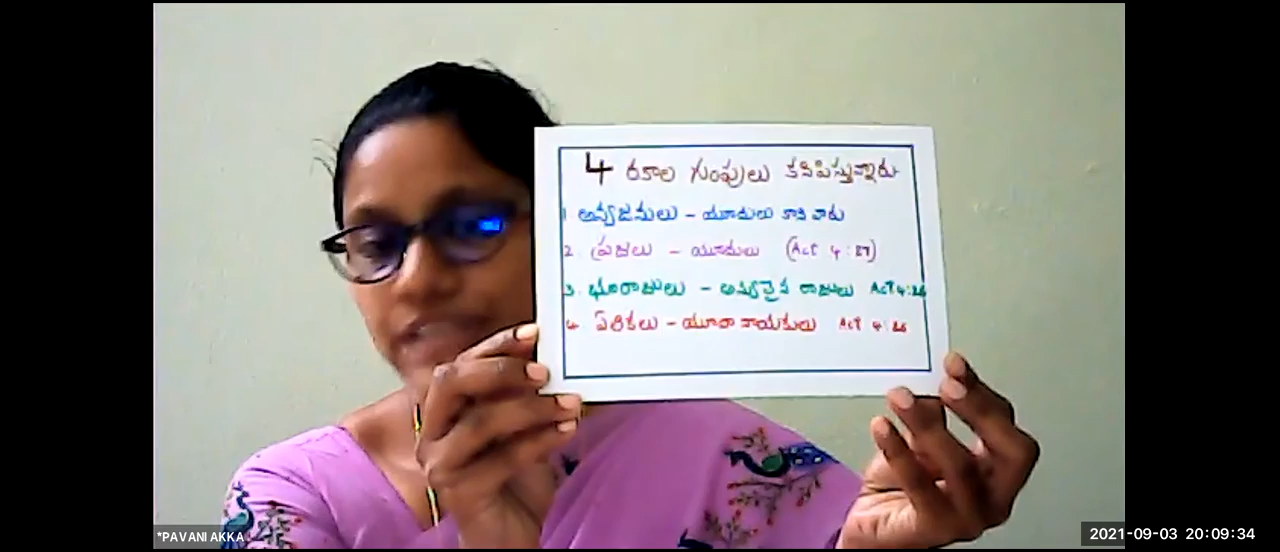 4 రకాల గుంపులు కనిపిస్తున్నారు
1 అన్యజనులు - యూదులు కాని వారు
2. ప్రజలు - యూదులు (Act 4:27)
3. భూరాజులు - అన్యులైన రాజులు Act 4:26
4 ఏలికలు - యూదా నాయకులు Act 4:26
*PAVANI AKKA
2021-09-03 20:09:34